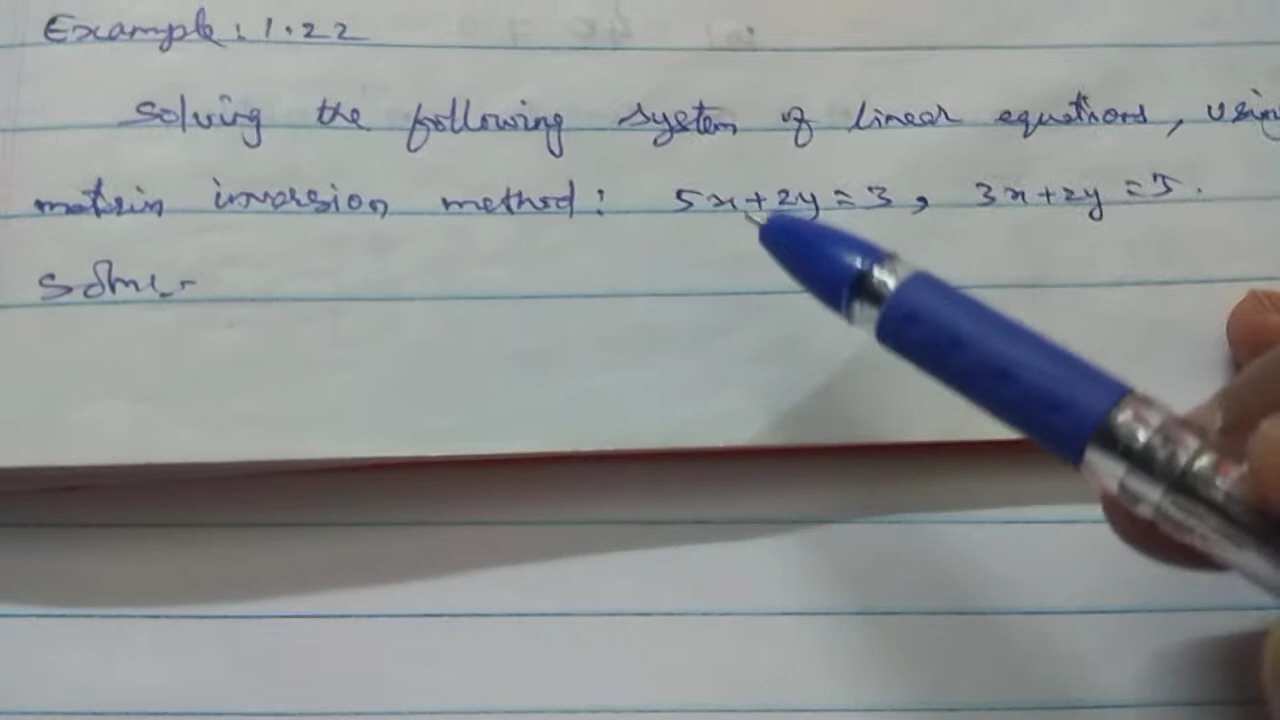 Example: 1.22
Solving the following system of linear equations, using
matrix inversion method: 5x+2y=3, 3x+2y=5.
Soln:-